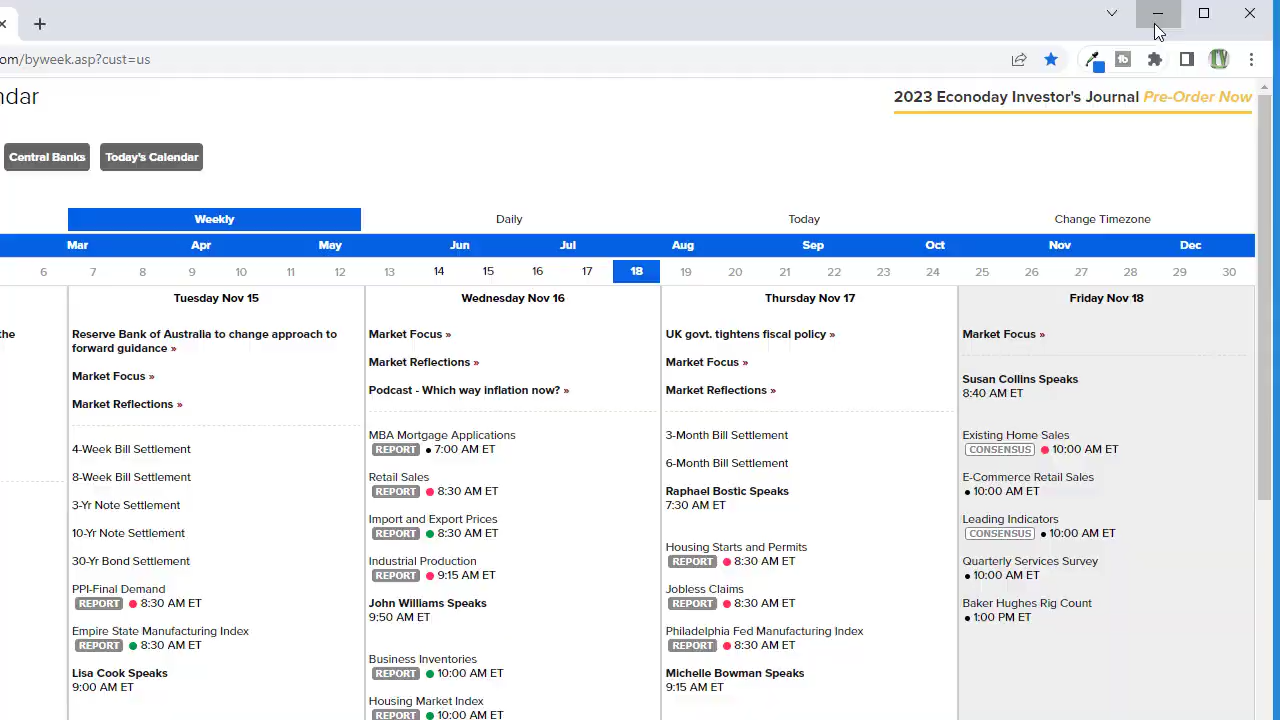 om/byweek.asp?cust=us
ndar
2023 Econoday Investor's Journal Pre-Order Now
Central Banks Today's Calendar
Weekly Daily Today Change Timezone
Mar Apr May Jun Jul Aug Sep Oct Nov Dec
6 7 8 9 10 11 12 13 14 15 16 17 18 19 20 21 22 23 24 25 26 27 28 29 30
the
Tuesday Nov 15
Reserve Bank of Australia to change approach to
forward guidance »
Market Focus »
Market Reflections »
4-Week Bill Settlement
8-Week Bill Settlement
3-Yr Note Settlement
10-Yr Note Settlement
30-Yr Bond Settlement
PPI-Final Demand
REPORT 8:30 AM ET
Empire State Manufacturing Index
REPORT 8:30 AM ET
Lisa Cook Speaks
9:00 AM ET
Wednesday Nov 16
Market Focus »
Market Reflections »
Podcast - Which way inflation now? »
MBA Mortgage Applications
REPORT 7:00 AM ET
Retail Sales
REPORT 8:30 AM ET
Import and Export Prices
REPORT 8:30 AM ET
Industrial Production
REPORT 9:15 AM ET
John Williams Speaks
9:50 AM ET
Business Inventories
REPORT 10:00 AM ET
Housing Market Index
REPORT 10:00 AM ET
Thursday Nov 17
UK govt. tightens fiscal policy »
Market Focus »
Market Reflections »
3-Month Bill Settlement
6-Month Bill Settlement
Raphael Bostic Speaks
7:30 AM ET
Housing Starts and Permits
REPORT 8:30 AM ET
Jobless Claims
REPORT 8:30 AM ET
Philadelphia Fed Manufacturing Index
REPORT 8:30 AM ET
Michelle Bowman Speaks
9:15 AM ET
Friday Nov 18
Market Focus »
Susan Collins Speaks
8:40 AM ET
Existing Home Sales
CONSENSUS 10:00 AM ET
E-Commerce Retail Sales
10:00 AM ET
Leading Indicators
CONSENSUS 10:00 AM ET
Quarterly Services Survey
10:00 AM ET
Baker Hughes Rig Count
1:00 PM ET